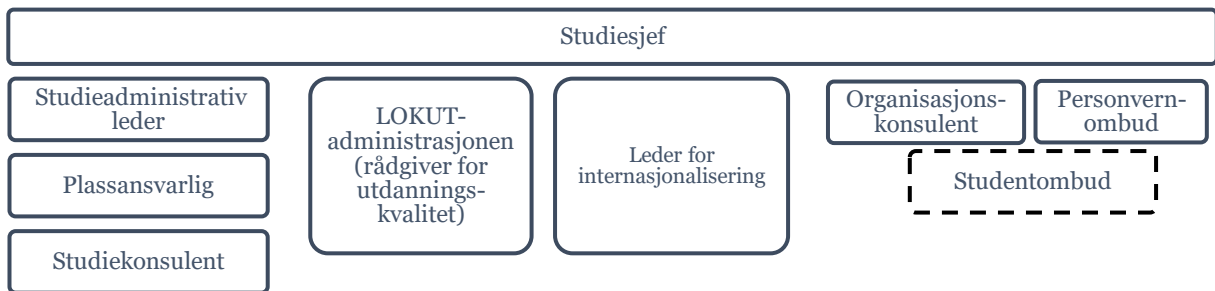 Studiesjef
Studieadministrativ
leder
Plassansvarlig
Studiekonsulent
LOKUT-
administrasjonen
(rådgiver for
utdannings-
kvalitet)
Leder for
internasjonalisering
Organisasjons-
konsulent
Personvern-
ombud
Studentombud